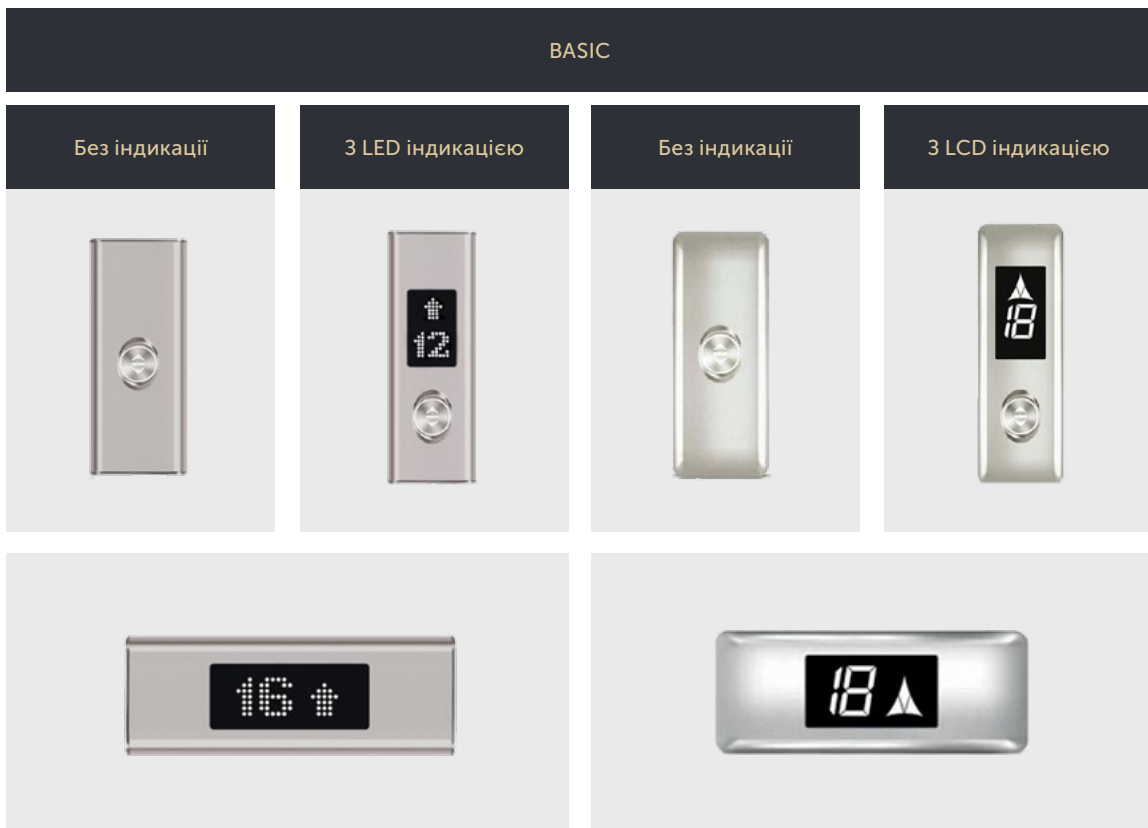 BASIC
Без індикації
З LED індикацією
Без індикації
З LCD індикацією
12
18
16
18